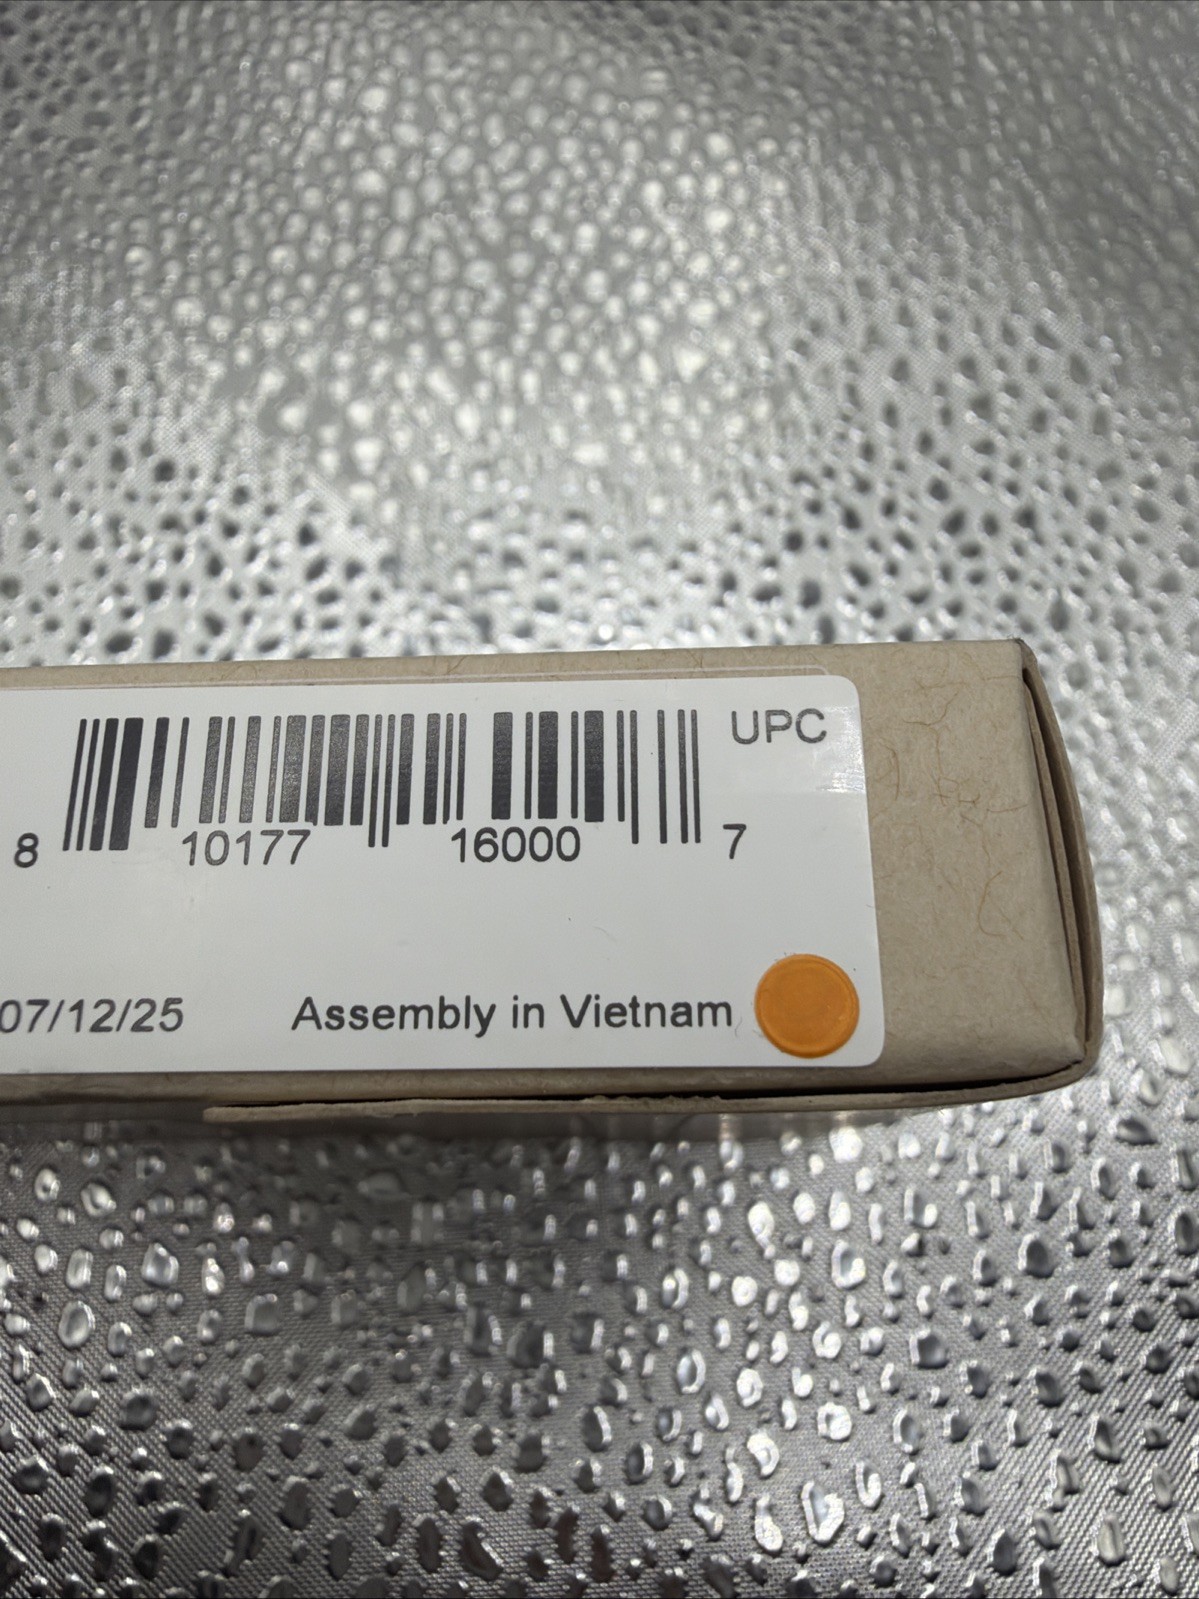 UPC
8 10177 16000 7
07/12/25 Assembly in Vietnam